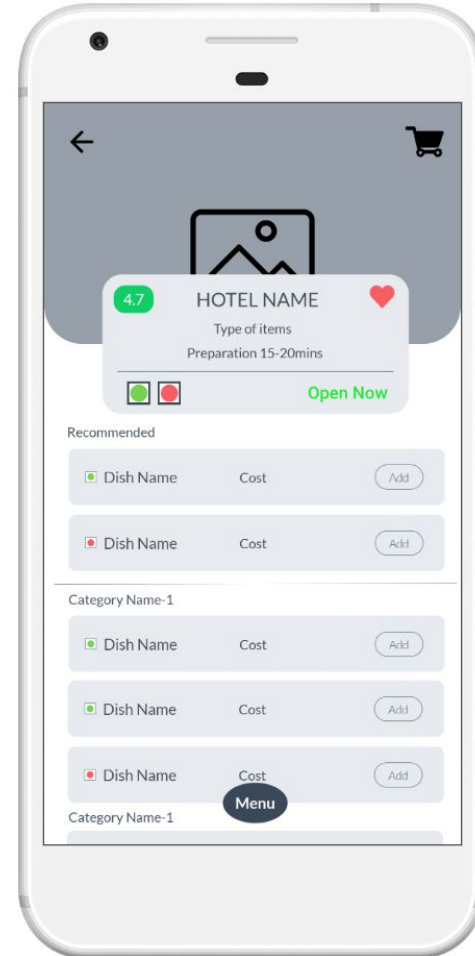 4.7 HOTEL NAME
Type of items
Preparation 15-20mins
Open Now
Recommended
Dish Name Cost Add
Dish Name Cost Add
Category Name-1
Dish Name Cost Add
Dish Name Cost Add
Dish Name Cost Add
Menu
Category Name-1